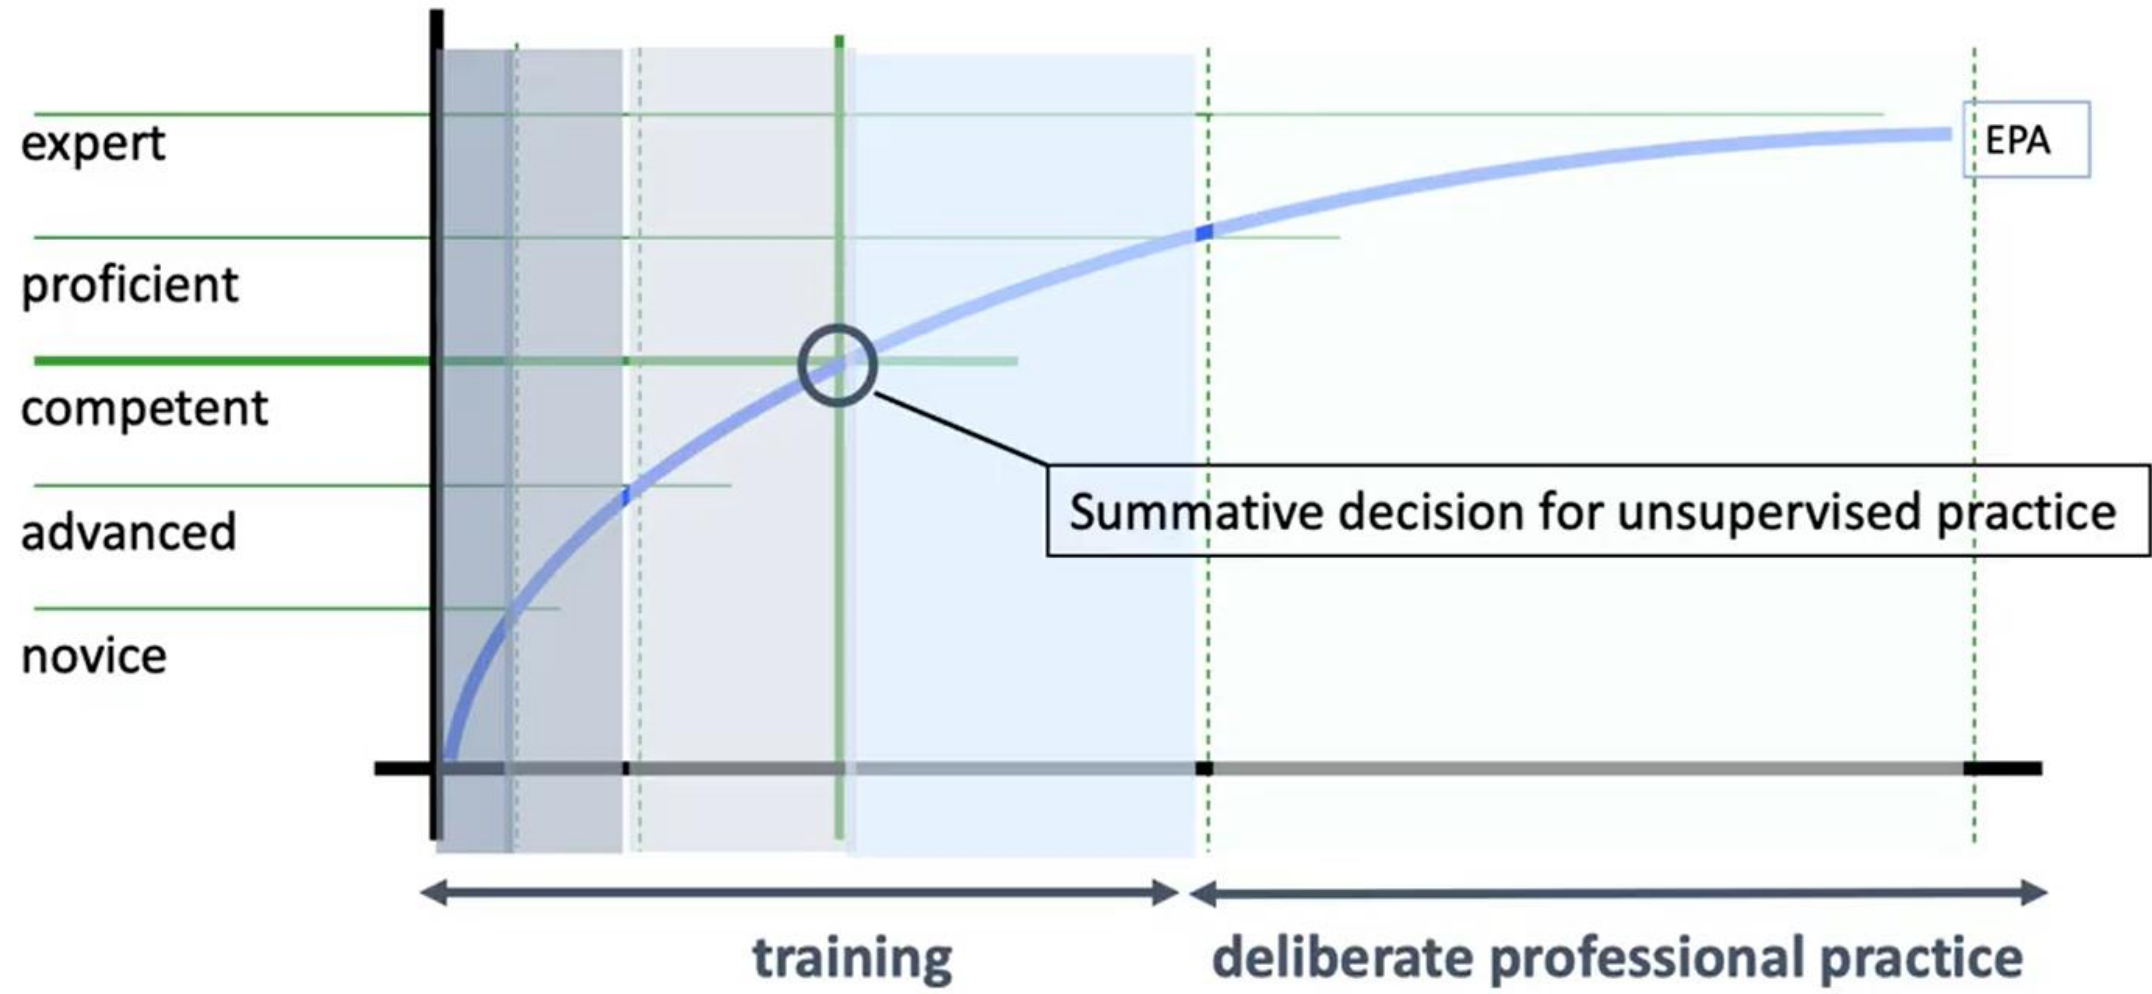 expert
EPA
proficient
competent
Summative decision for unsupervised practice
advanced
novice
training
deliberate professional practice